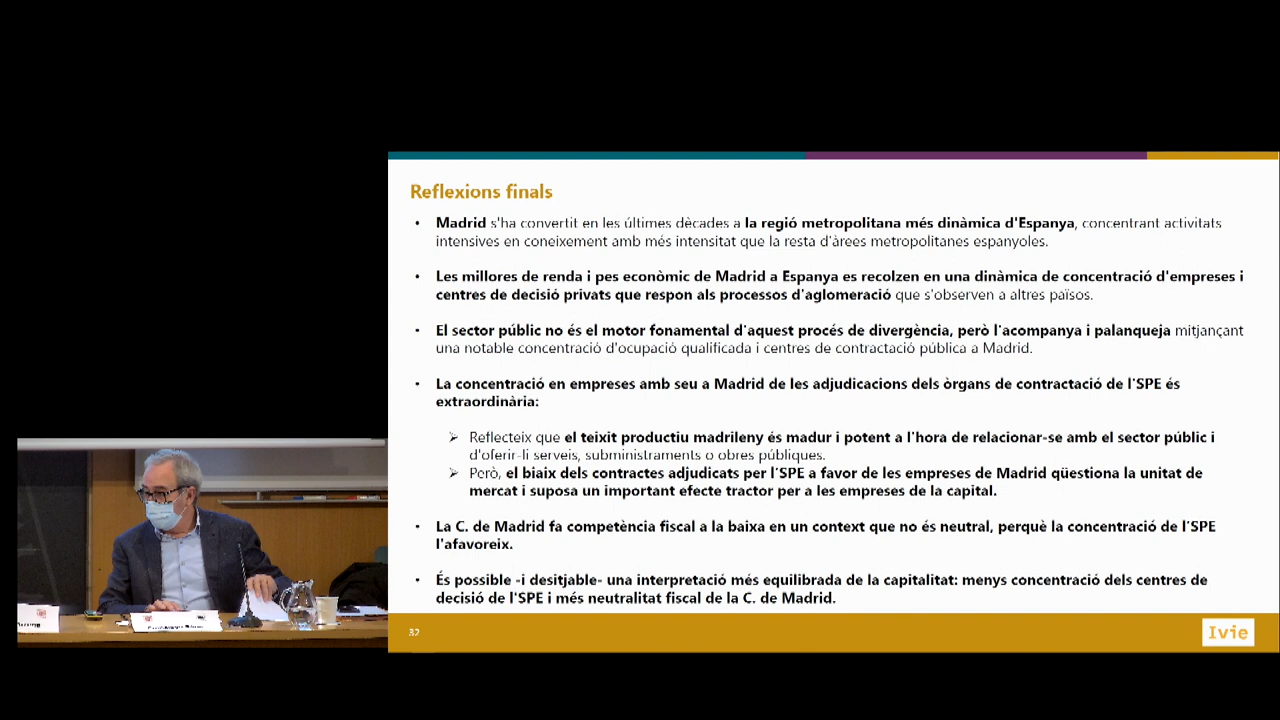 Reflexions finals
• Madrid s'ha convertit en les últimes dècades a la regió metropolitana més dinàmica d'Espanya, concentrant activitats
intensives en coneixement amb més intensitat que la resta d'àrees metropolitanes espanyoles.
• Les millores de renda i pes econòmic de Madrid a Espanya es recolzen en una dinàmica de concentració d'empreses i
centres de decisió privats que respon als processos d'aglomeració que s'observen a altres països.
• El sector públic no és el motor fonamental d'aquest procés de divergència, però l'acompanya i palanqueja mitjançant
una notable concentració d'ocupació qualificada i centres de contractació pública a Madrid.
• La concentració en empreses amb seu a Madrid de les adjudicacions dels òrgans de contractació de l'SPE és
extraordinària:
➢ Reflecteix que el teixit productiu madrileny és madur i potent a l'hora de relacionar-se amb el sector públic i
d'oferir-li serveis, subministraments o obres públiques.
➢ Però, el biaix dels contractes adjudicats per l'SPE a favor de les empreses de Madrid qüestiona la unitat de
mercat i suposa un important efecte tractor per a les empreses de la capital.
• La C. de Madrid fa competència fiscal a la baixa en un context que no és neutral, perquè la concentració de l'SPE
l'afavoreix.
• És possible -i desitjable- una interpretació més equilibrada de la capitalitat: menys concentració dels centres de
decisió de l'SPE i més neutralitat fiscal de la C. de Madrid.
32
Ivie